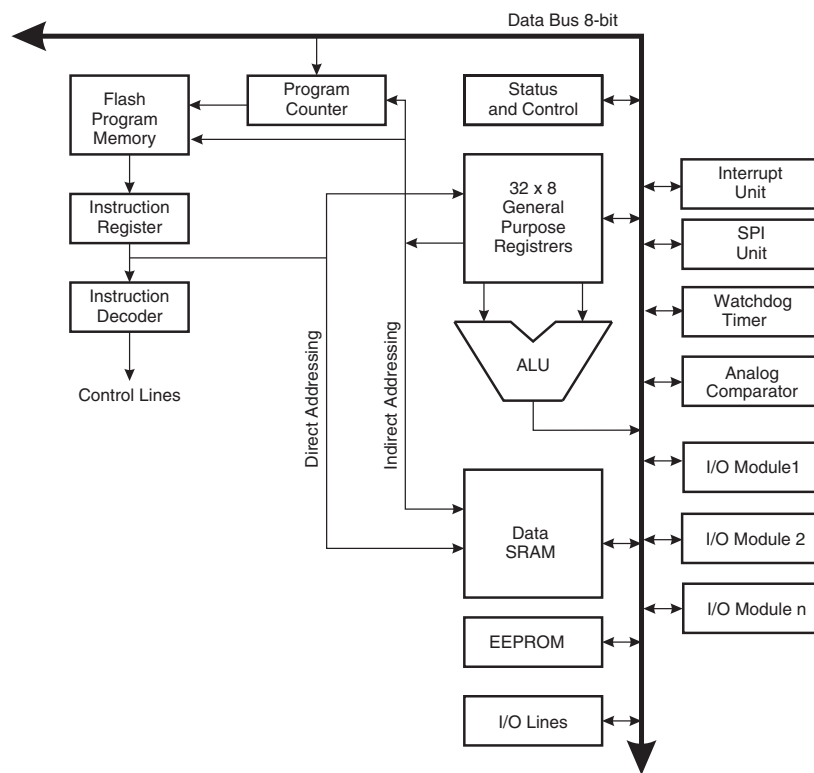 Data Bus 8-bit
Flash
Program
Memory
Program
Counter
Status
and Control
Instruction
Register
32 x 8
General
Purpose
Registrers
Interrupt
Unit
SPI
Unit
Instruction
Decoder
Watchdog
Timer
Control Lines
Direct Addressing
Indirect Addressing
ALU
Analog
Comparator
I/O Module1
Data
SRAM
I/O Module 2
I/O Module n
EEPROM
I/O Lines